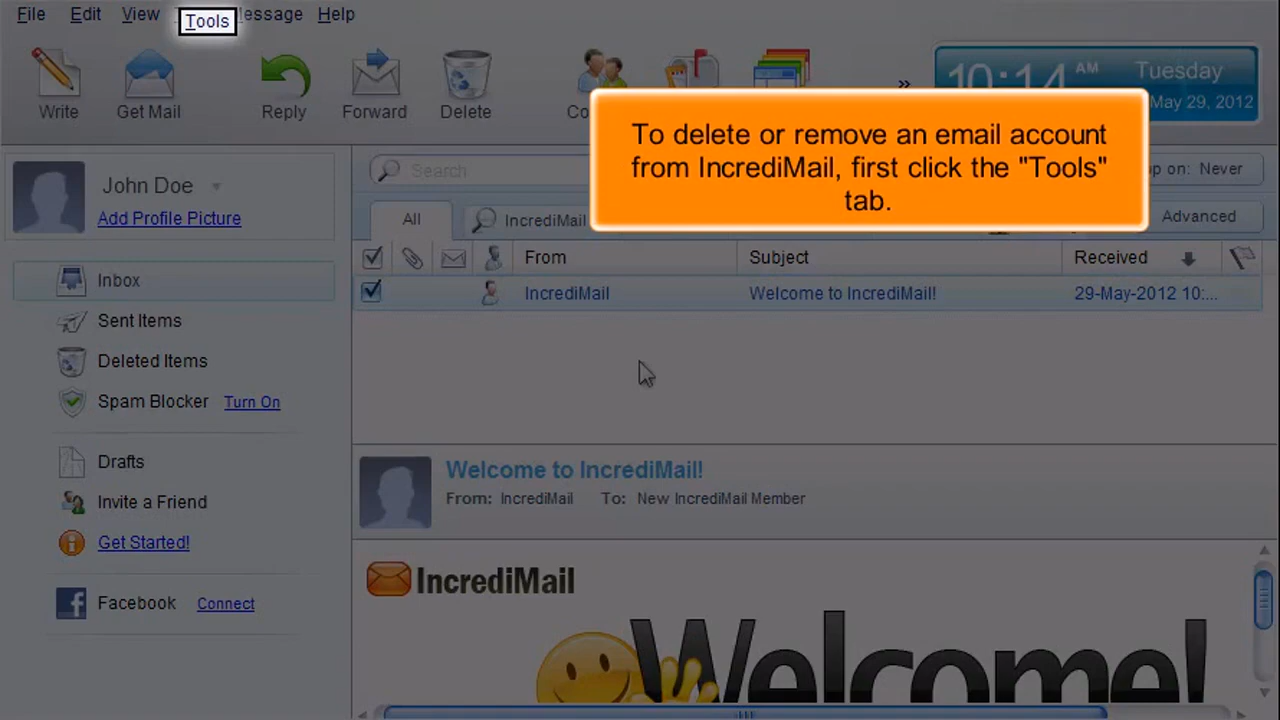 File Edit View Tools Message Help
Write Get Mail Reply Forward Delete
10:14 AM Tuesday
May 29, 2012
To delete or remove an email account
from IncrediMail, first click the "Tools"
tab.
John Doe
Add Profile Picture
Search
up on: Never
All IncrediMail Advanced
From Subject Received
IncrediMail Welcome to IncrediMail! 29-May-2012 10:...
Inbox
Sent Items
Deleted Items
Spam Blocker Turn On
Drafts
Invite a Friend
Get Started!
Facebook Connect
Welcome to IncrediMail!
From: IncrediMail To: New IncrediMail Member
IncrediMail
Welcome!